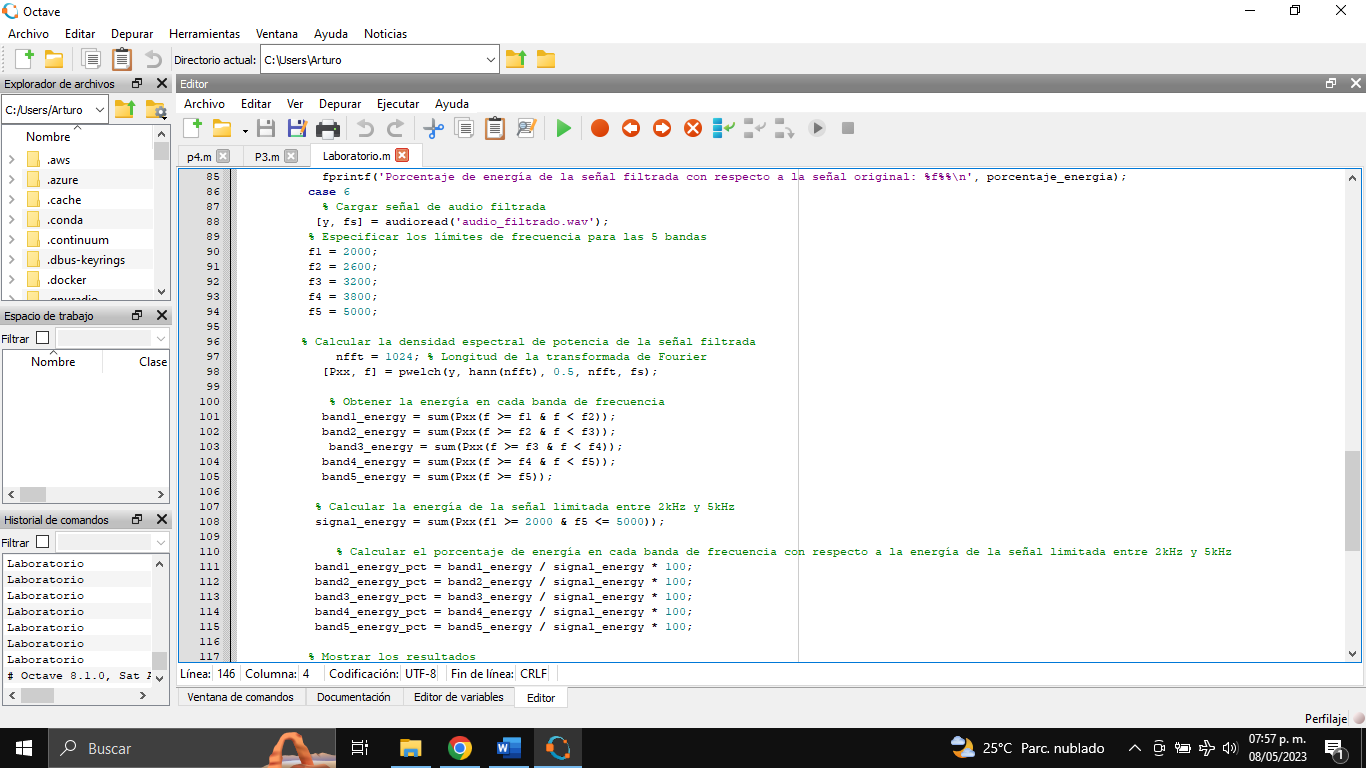 Octave
Archivo Editar Depurar Herramientas Ventana Ayuda Noticias
Directorio actual: C:\Users\Arturo
Explorador de archivos
C:/Users/Arturo
Nombre
.aws
.azure
.cache
.conda
.continuum
.dbus-keyrings
.docker
Espacio de trabajo
Filtrar
Nombre Clase
Historial de comandos
Filtrar
Laboratorio
Laboratorio
Laboratorio
Laboratorio
Laboratorio
Laboratorio
Laboratorio
# Octave 8.1.0, Sat
Editor
Archivo Editar Ver Depurar Ejecutar Ayuda
p4.m P3.m Laboratorio.m
85 fprintf('Porcentaje de energía de la señal filtrada con respecto a la señal original: %f%%\n', porcentaje_energia);
86 case 6
87 % Cargar señal de audio filtrada
88 [y, fs] = audioread('audio_filtrado.wav');
89 % Especificar los límites de frecuencia para las 5 bandas
90 f1 = 2000;
91 f2 = 2600;
92 f3 = 3200;
93 f4 = 3800;
94 f5 = 5000;
95
96 % Calcular la densidad espectral de potencia de la señal filtrada
97 nfft = 1024; % Longitud de la transformada de Fourier
98 [Pxx, f] = pwelch(y, hann(nfft), 0.5, nfft, fs);
99
100 % Obtener la energía en cada banda de frecuencia
101 band1_energy = sum(Pxx(f >= f1 & f < f2));
102 band2_energy = sum(Pxx(f >= f2 & f < f3));
103 band3_energy = sum(Pxx(f >= f3 & f < f4));
104 band4_energy = sum(Pxx(f >= f4 & f < f5));
105 band5_energy = sum(Pxx(f >= f5));
106
107 % Calcular la energía de la señal limitada entre 2kHz y 5kHz
108 signal_energy = sum(Pxx(f1 >= 2000 & f5 <= 5000));
109
110 % Calcular el porcentaje de energía en cada banda de frecuencia con respecto a la energía de la señal limitada entre 2kHz y 5kHz
111 band1_energy_pct = band1_energy / signal_energy * 100;
112 band2_energy_pct = band2_energy / signal_energy * 100;
113 band3_energy_pct = band3_energy / signal_energy * 100;
114 band4_energy_pct = band4_energy / signal_energy * 100;
115 band5_energy_pct = band5_energy / signal_energy * 100;
116
117 % Mostrar los resultados
Línea: 146 Columna: 4 Codificación: UTF-8 Fin de línea: CRLF
Ventana de comandos Documentación Editor de variables Editor
Perfilaje
Buscar
25°C Parc. nublado
07:57 p. m.
08/05/2023
1